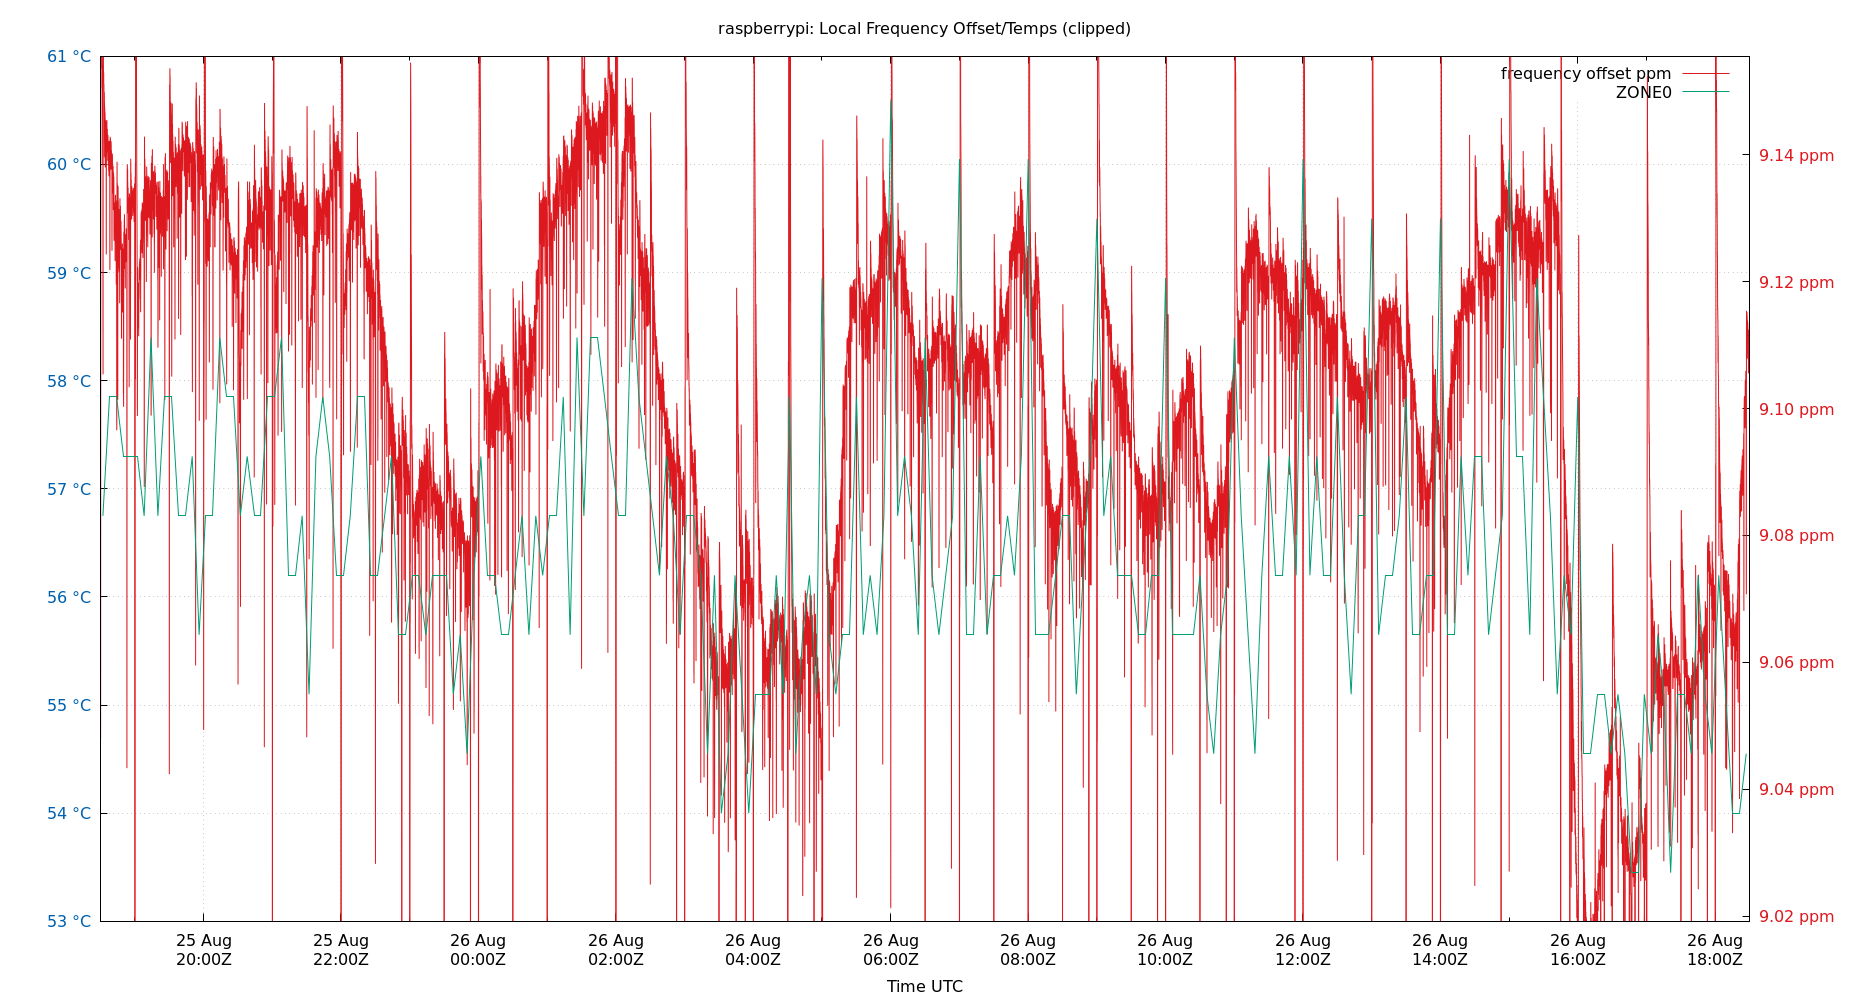 raspberrypi: Local Frequency Offset/Temps (clipped)
61 °C
60 °C
59 °C
58 °C
57 °C
56 °C
55 °C
54 °C
53 °C
frequency offset ppm
ZONE0
9.14 ppm
9.12 ppm
9.10 ppm
9.08 ppm
9.06 ppm
9.04 ppm
9.02 ppm
25 Aug
20:00Z
25 Aug
22:00Z
26 Aug
00:00Z
26 Aug
02:00Z
26 Aug
04:00Z
26 Aug
06:00Z
26 Aug
08:00Z
26 Aug
10:00Z
26 Aug
12:00Z
26 Aug
14:00Z
26 Aug
16:00Z
26 Aug
18:00Z
Time UTC